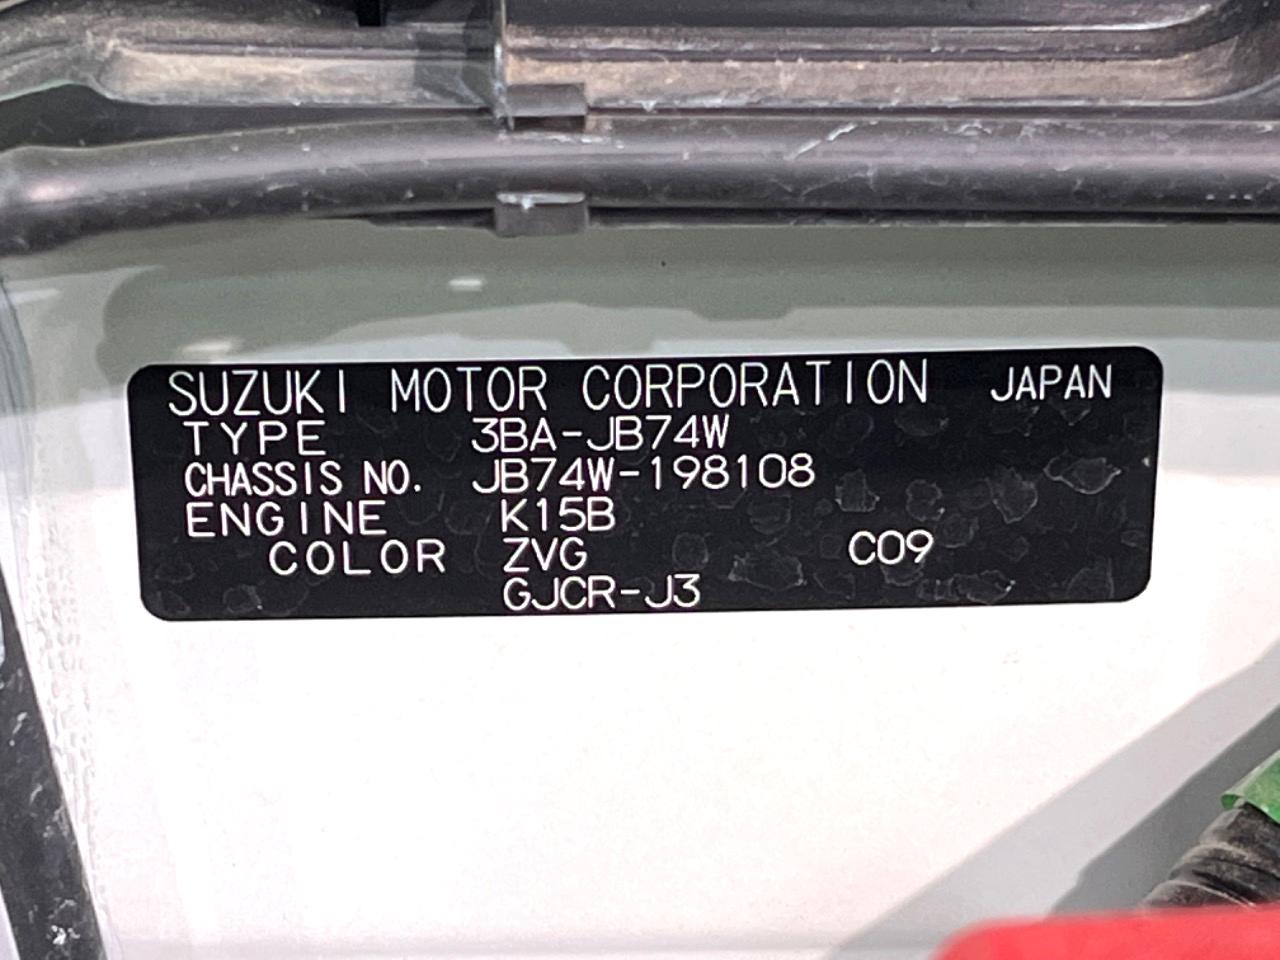 SUZUKI MOTOR CORPORATION JAPAN
TYPE 3BA-JB74W
CHASSIS NO. JB74W-198108
ENGINE K15B
COLOR ZVG C09
GJCR-J3